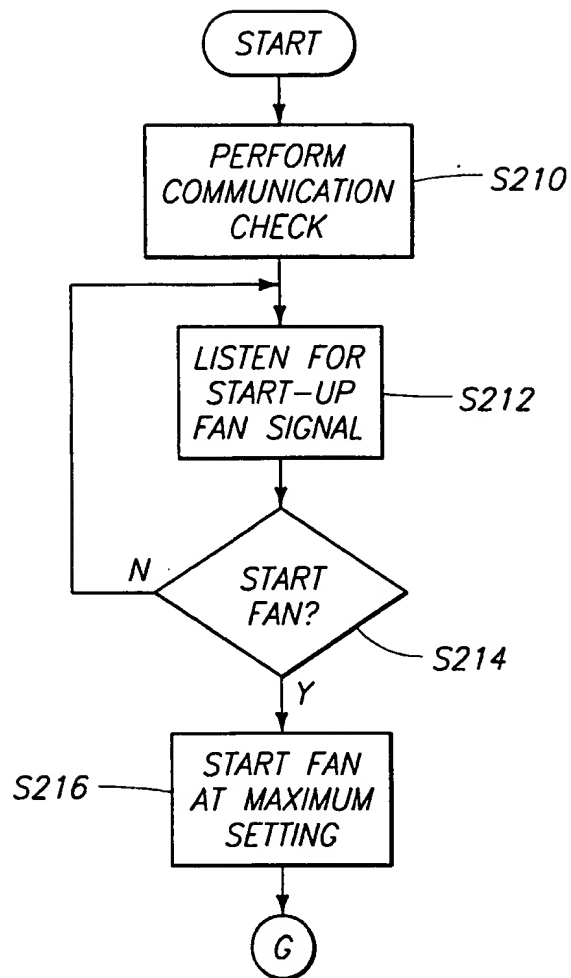 START
PERFORM
COMMUNICATION
CHECK
S210
LISTEN FOR
START-UP
FAN SIGNAL
S212
N
START
FAN?
S214
Y
S216
START FAN
AT MAXIMUM
SETTING
G